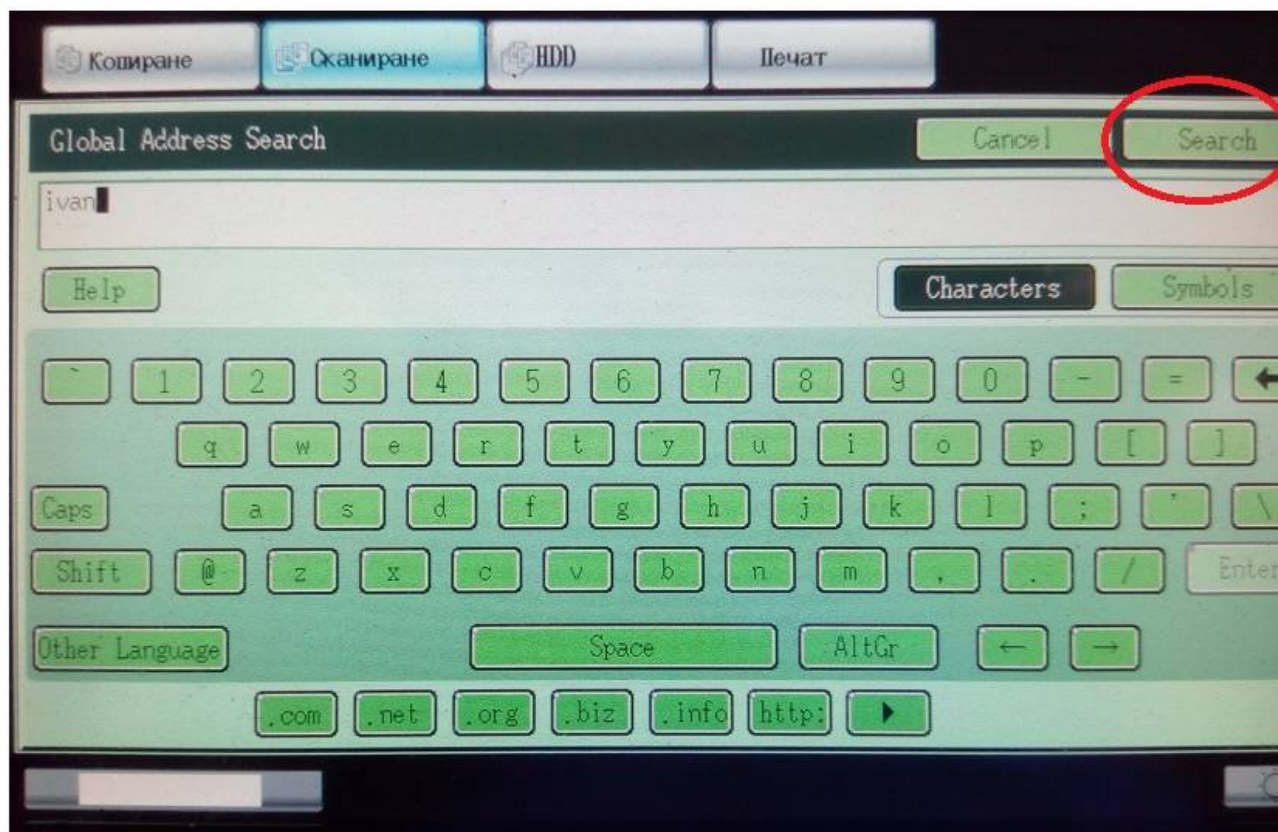 Копиране Сканиране HDD Печат
Global Address Search Cancel Search
ivan
Help Characters Symbols
` 1 2 3 4 5 6 7 8 9 0 - = ←
q w e r t y u i o p [ ]
Caps a s d f g h j k l ; ' \
Shift @ z x c v b n m , . / Enter
Other Language Space AltGr ← →
.com .net .org .biz .info http: ▶